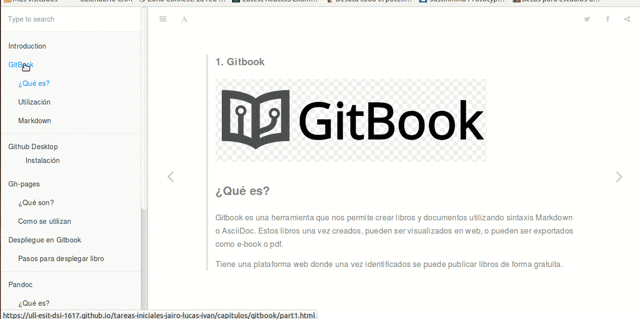 Type to search
Introduction
GitBook
¿Qué es?
Utilización
Markdown
Github Desktop
Instalación
Gh-pages
¿Qué son?
Como se utilizan
Despliegue en Gitbook
Pasos para desplegar libro
Pandoc
¿Qué es?
A
1. Gitbook
GitBook
¿Qué es?
Gitbook es una herramienta que nos permite crear libros y documentos utilizando sintaxis Markdown
o AsciiDoc. Estos libros una vez creados, pueden ser visualizados en web, o pueden ser exportados
como e-book o pdf.
Tiene una plataforma web donde una vez identificados se puede publicar libros de forma gratuita.
https://ull-esit-dsi-1617.github.io/tareas-iniciales-jairo-lucas-ivan/capitulos/gitbook/part1.html